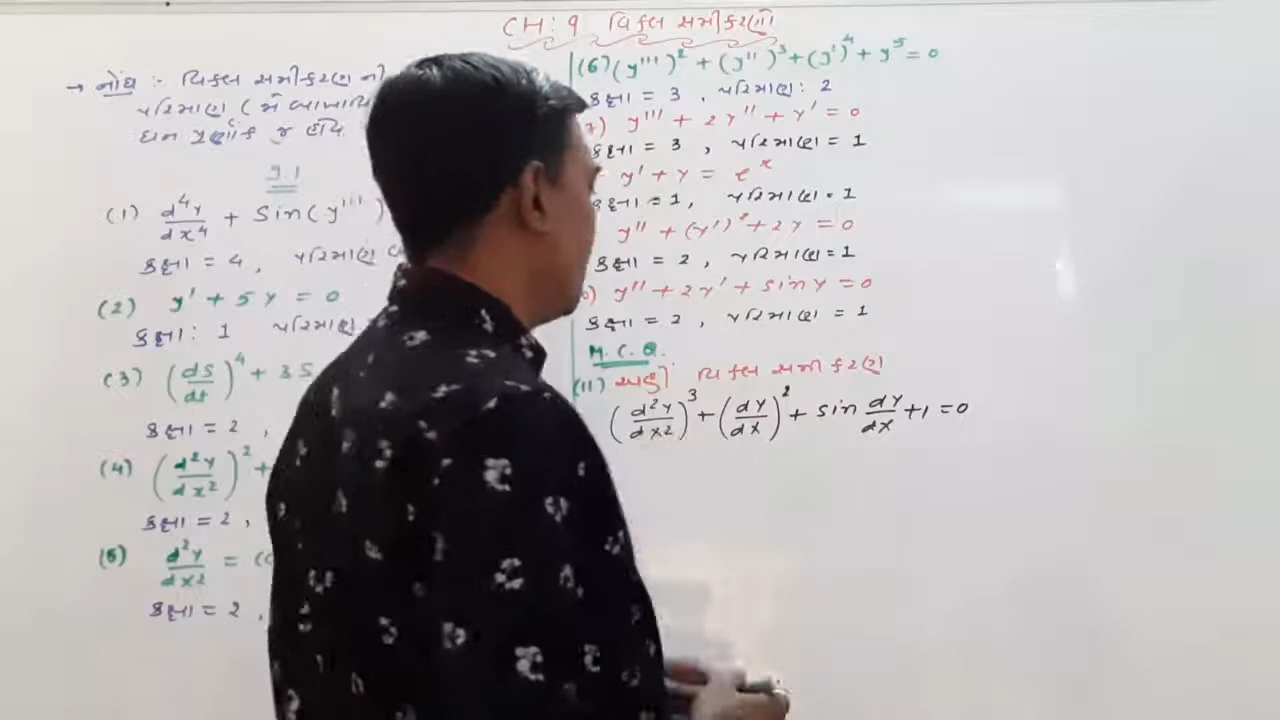 CH: 9 વિકલ સમીકરણો
→ નોંધ :- વિકલ સમીકરણ ની
પરિમાણ (
ધન પૂર્ણાંક જ હોય
9.1
(1) d⁴y/dx⁴ + Sin(y''')
કક્ષા = 4, પરિમાણ
(2) y' + 5y = 0
કક્ષા: 1 પરિમાણ
(3) (ds/dt)⁴ + 3S
કક્ષા = 2,
(4) (d²y/dx²)² +
કક્ષા = 2,
(5) d²y/dx² =
કક્ષા = 2,
(6) (y''')² + (y'')³ + (y')⁴ + y⁵ = 0
કક્ષા = 3, પરિમાણ: 2
7) y''' + 2y'' + y' = 0
કક્ષા = 3, પરિમાણ = 1
y' + y = eˣ
કક્ષા = 1, પરિમાણ = 1
y'' + (y')² + 2y = 0
કક્ષા = 2, પરિમાણ = 1
) y'' + 2y' + sin y = 0
કક્ષા = 2, પરિમાણ = 1
M.C.Q.
(11) વિકલ સમીકરણ
(d²y/dx²)³ + (dy/dx)² + sin dy/dx + 1 = 0